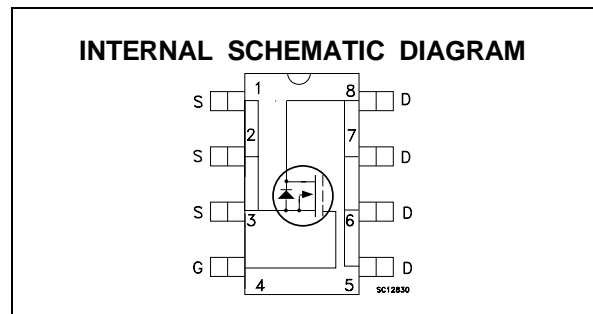 INTERNAL SCHEMATIC DIAGRAM
S 1 8 D
S 2 7 D
S 3 6 D
G 4 5 D
SC12830